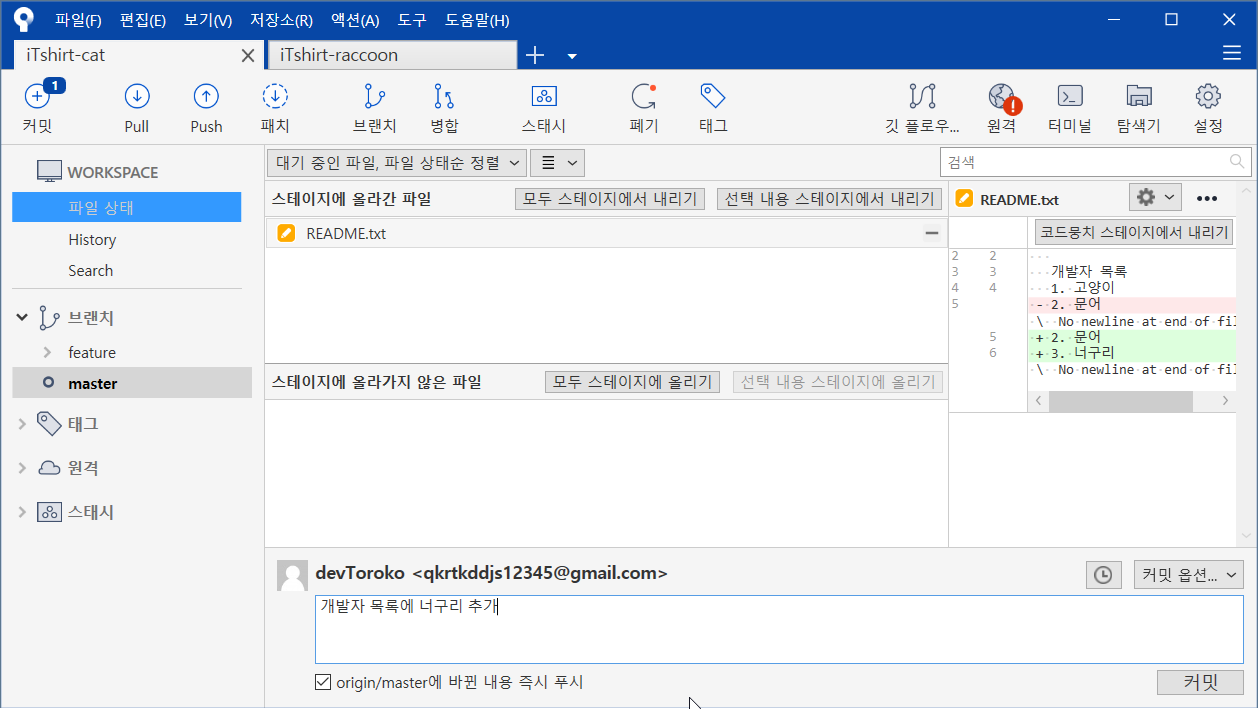 파일(F) 편집(E) 보기(V) 저장소(R) 액션(A) 도구 도움말(H)
iTshirt-cat iTshirt-raccoon
1
커밋 Pull Push 패치 브랜치 병합 스태시 폐기 태그 깃 플로우... 원격 터미널 탐색기 설정
WORKSPACE
파일 상태
History
Search
브랜치
feature
master
태그
원격
스태시
대기 중인 파일, 파일 상태순 정렬
검색
스테이지에 올라간 파일 모두 스테이지에서 내리기 선택 내용 스테이지에서 내리기
README.txt
스테이지에 올라가지 않은 파일 모두 스테이지에 올리기 선택 내용 스테이지에 올리기
README.txt
코드뭉치 스테이지에서 내리기
2 2
3 3 개발자 목록
4 4 1. 고양이
5 - 2. 문어
\ No newline at end of fil
5 + 2. 문어
6 + 3. 너구리
\ No newline at end of fil
devToroko <qkrtkddjs12345@gmail.com>
커밋 옵션...
개발자 목록에 너구리 추가
origin/master에 바뀐 내용 즉시 푸시
커밋